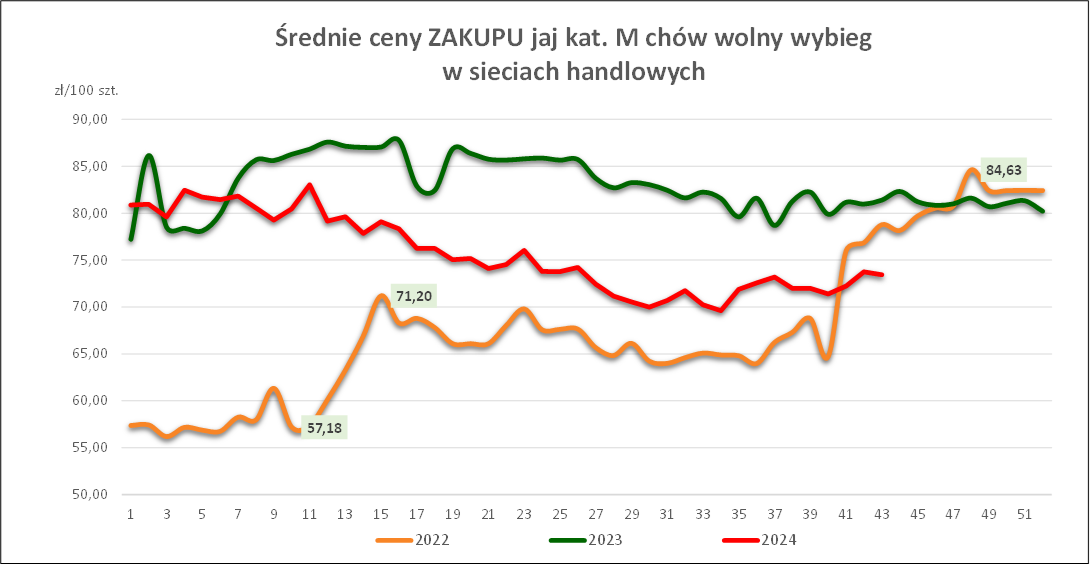 Średnie ceny ZAKUPU jaj kat. M chów wolny wybieg
w sieciach handlowych
zł/100 szt.
90,00
85,00
80,00
75,00
70,00
65,00
60,00
55,00
50,00
84,63
71,20
57,18
1 3 5 7 9 11 13 15 17 19 21 23 25 27 29 31 33 35 37 39 41 43 45 47 49 51
2022 2023 2024